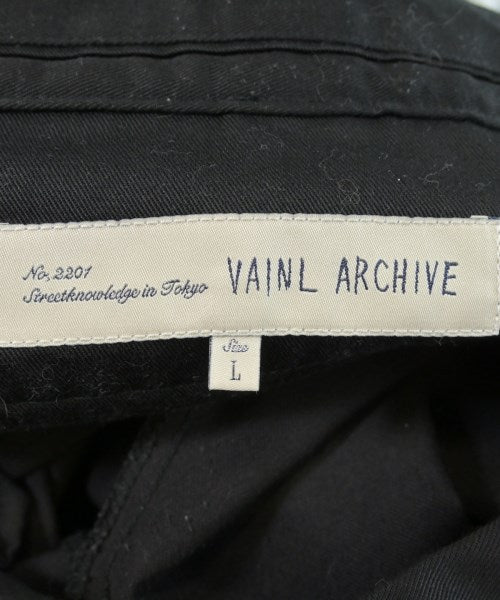 No, 2201
Streetknowledge in Tokyo
VAINL ARCHIVE
Size
L